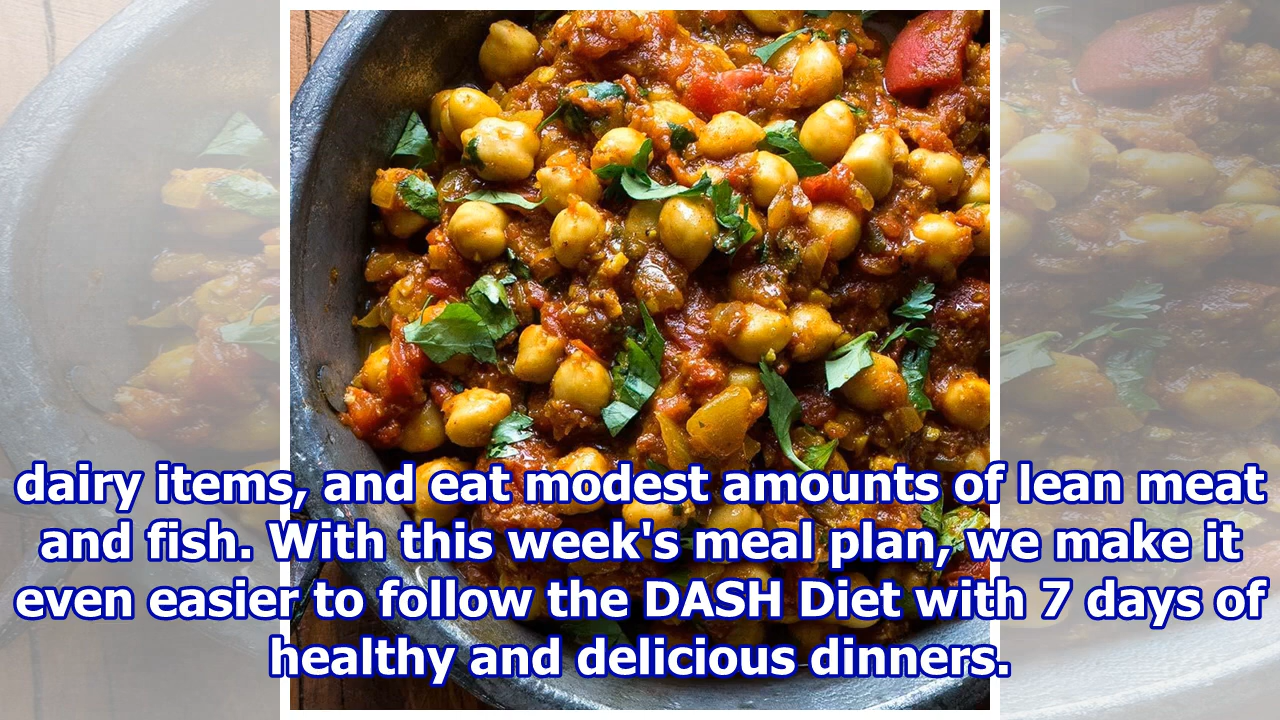 dairy items, and eat modest amounts of lean meat
and fish. With this week's meal plan, we make it
even easier to follow the DASH Diet with 7 days of
healthy and delicious dinners.